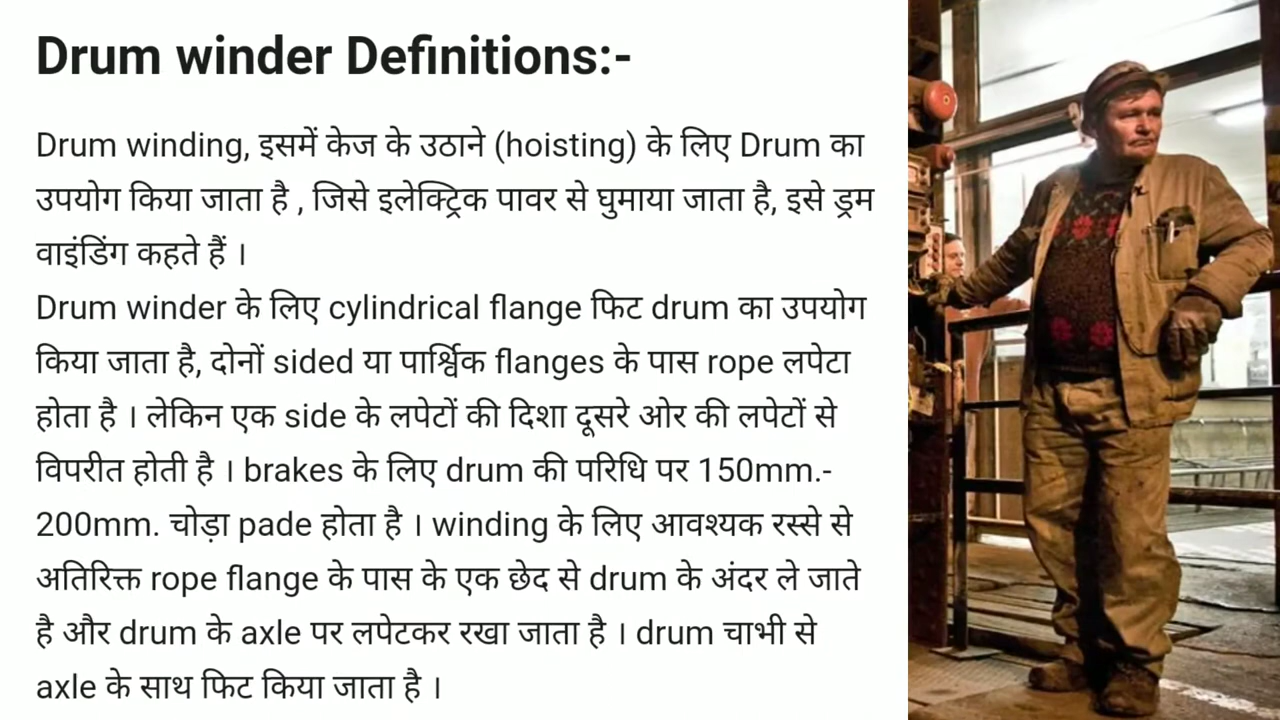 Drum winder Definitions:-
Drum winding, इसमें केज के उठाने (hoisting) के लिए Drum का
उपयोग किया जाता है , जिसे इलेक्ट्रिक पावर से घुमाया जाता है, इसे ड्रम
वाइंडिंग कहते हैं ।
Drum winder के लिए cylindrical flange फिट drum का उपयोग
किया जाता है, दोनों sided या पार्श्विक flanges के पास rope लपेटा
होता है । लेकिन एक side के लपेटों की दिशा दूसरे ओर की लपेटों से
विपरीत होती है । brakes के लिए drum की परिधि पर 150mm.-
200mm. चोड़ा pade होता है । winding के लिए आवश्यक रस्से से
अतिरिक्त rope flange के पास के एक छेद से drum के अंदर ले जाते
है और drum के axle पर लपेटकर रखा जाता है । drum चाभी से
axle के साथ फिट किया जाता है ।